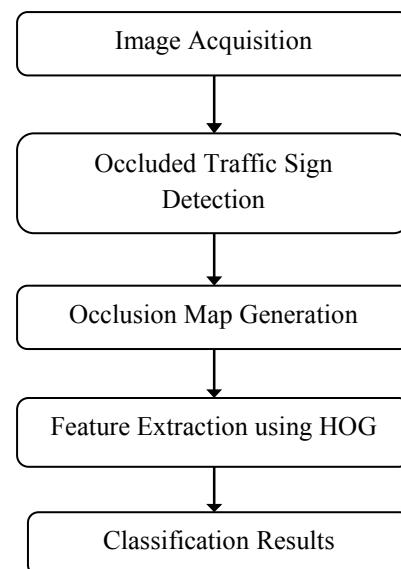 Image Acquisition
Occluded Traffic Sign
Detection
Occlusion Map Generation
Feature Extraction using HOG
Classification Results